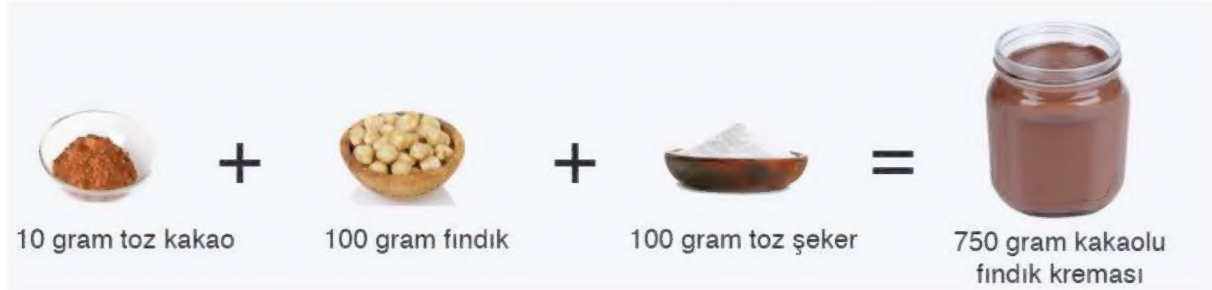 + + =
10 gram toz kakao 100 gram fındık 100 gram toz şeker 750 gram kakaolu
fındık kreması